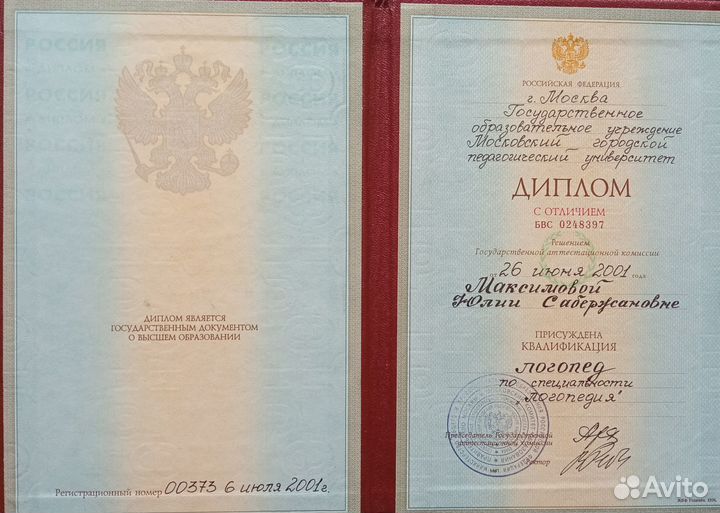 РОССИЯ
РОССИЯ
ДИПЛОМ ЯВЛЯЕТСЯ
ГОСУДАРСТВЕННЫМ ДОКУМЕНТОМ
О ВЫСШЕМ ОБРАЗОВАНИИ
Регистрационный номер 00373 6 июля 2001г.
РОССИЙСКАЯ ФЕДЕРАЦИЯ
г. Москва
Государственное
образовательное учреждение
Московский городской
педагогический университет
ДИПЛОМ
С ОТЛИЧИЕМ
БВС 0248397
Решением
Государственной аттестационной комиссии
от 26 июня 2001 года
Максимовой
Юлии Сабержановне
ПРИСУЖДЕНА
КВАЛИФИКАЦИЯ
логопед
по специальности
„Логопедия"
Председатель Государственной
аттестационной комиссии
Ректор
Avito